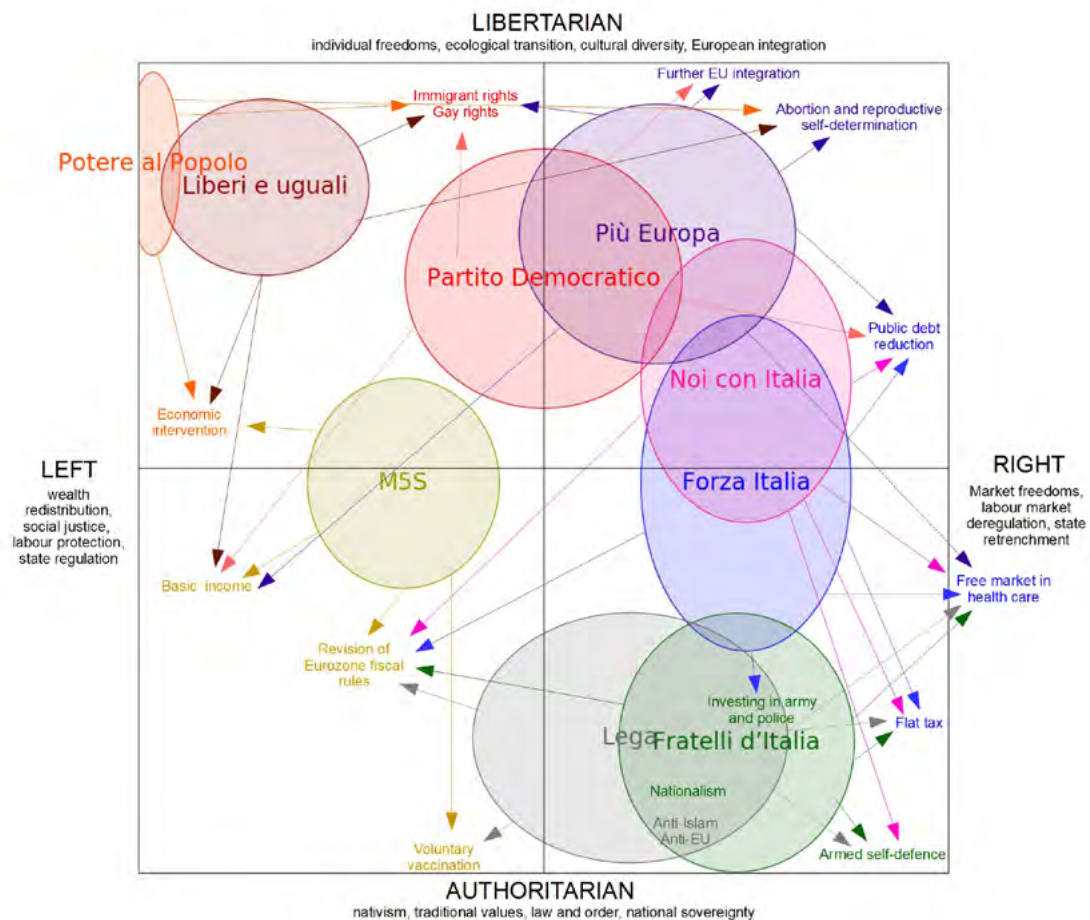 LIBERTARIAN
individual freedoms, ecological transition, cultural diversity, European integration
Further EU integration
Immigrant rights
Gay rights
Abortion and reproductive
self-determination
Potere al Popolo
Liberi e uguali
Più Europa
Partito Democratico
Public debt
reduction
Noi con Italia
Economic
intervention
LEFT
wealth
redistribution,
social justice,
labour protection,
state regulation
M5S
Forza Italia
RIGHT
Market freedoms,
labour market
deregulation, state
retrenchment
Basic income
Free market in
health care
Revision of
Eurozone fiscal
rules
Investing in army
and police
Flat tax
Lega
Fratelli d'Italia
Nationalism
Anti-Islam
Anti-EU
Voluntary
vaccination
Armed self-defence
AUTHORITARIAN
nativism, traditional values, law and order, national sovereignty